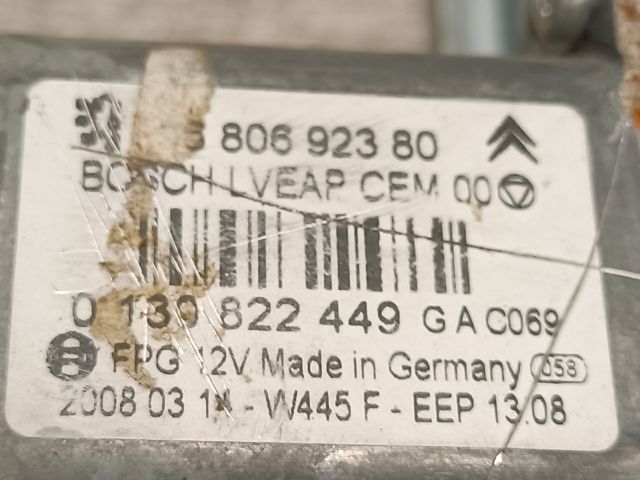 806 923 80
BOSCH LVEAP CEM 00
0 130 822 449 G A C069
FPG 12V Made in Germany 058
2008 03 14 - W445 F - EEP 13.08